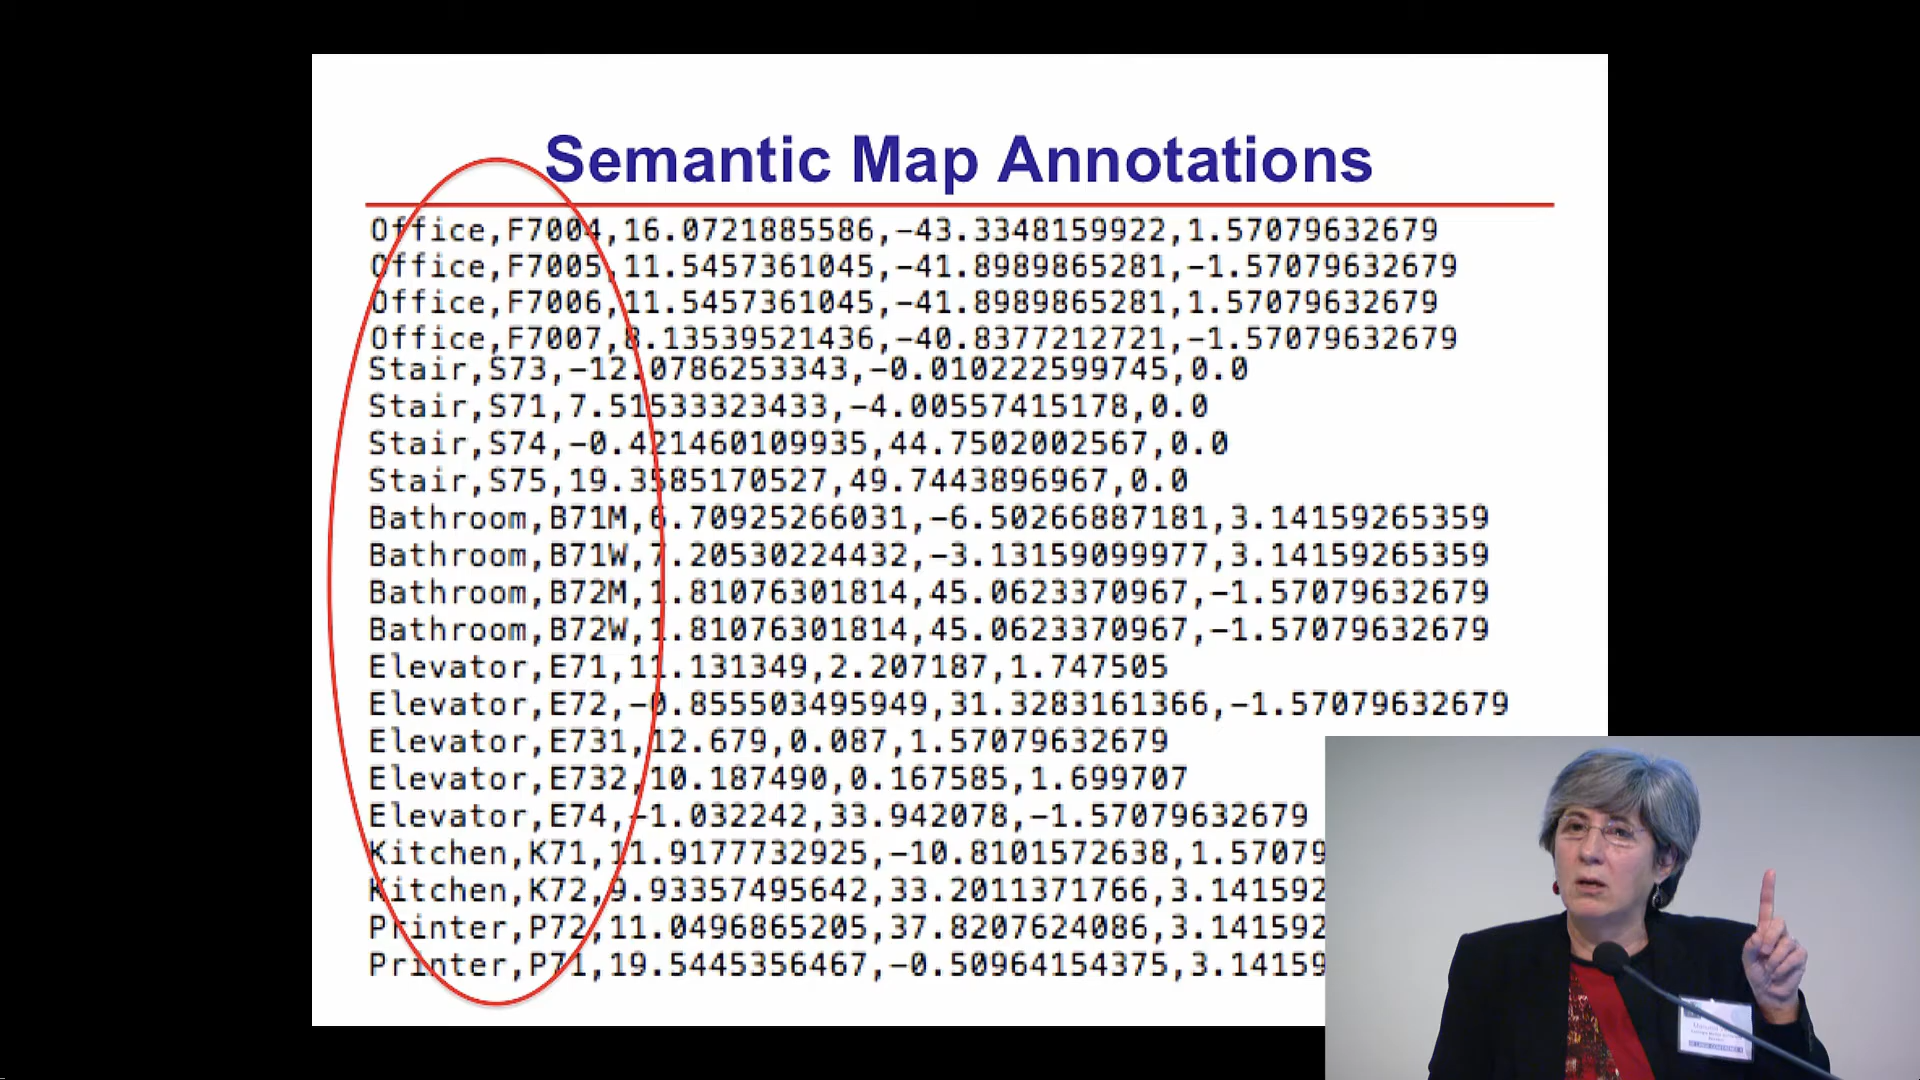 Semantic Map Annotations
Office,F7004,16.0721885586,-43.3348159922,1.57079632679
Office,F7005,11.5457361045,-41.8989865281,-1.57079632679
Office,F7006,11.5457361045,-41.8989865281,1.57079632679
Office,F7007,8.13539521436,-40.8377212721,-1.57079632679
Stair,S73,-12.0786253343,-0.010222599745,0.0
Stair,S71,7.51533323433,-4.00557415178,0.0
Stair,S74,-0.421460109935,44.7502002567,0.0
Stair,S75,19.3585170527,49.7443896967,0.0
Bathroom,B71M,6.70925266031,-6.50266887181,3.14159265359
Bathroom,B71W,7.20530224432,-3.13159099977,3.14159265359
Bathroom,B72M,1.81076301814,45.0623370967,-1.57079632679
Bathroom,B72W,1.81076301814,45.0623370967,-1.57079632679
Elevator,E71,11.131349,2.207187,1.747505
Elevator,E72,-0.855503495949,31.3283161366,-1.57079632679
Elevator,E731,12.679,0.087,1.57079632679
Elevator,E732,10.187490,0.167585,1.699707
Elevator,E74,-1.032242,33.942078,-1.57079632679
Kitchen,K71,11.9177732925,-10.8101572638,1.57079
Kitchen,K72,9.93357495642,33.2011371766,3.141592
Printer,P72,11.0496865205,37.8207624086,3.141592
Printer,P71,19.5445356467,-0.50964154375,3.14159